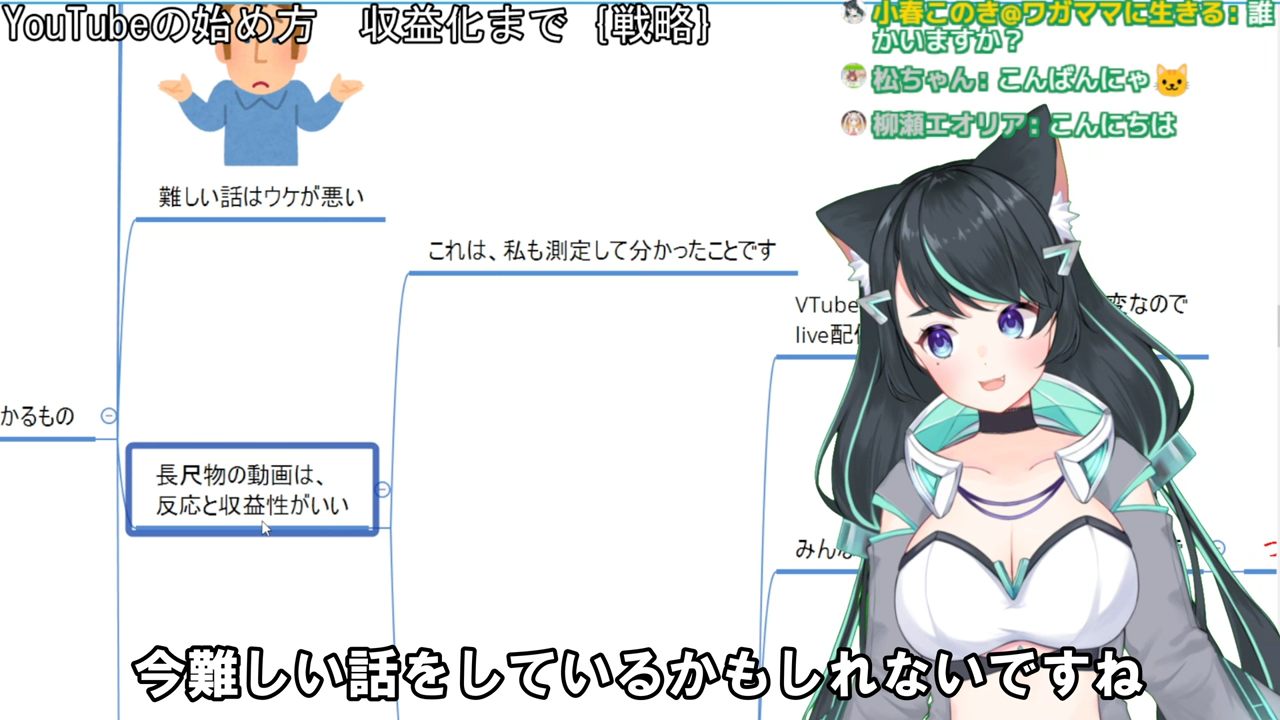 YouTubeの始め方　収益化まで {戦略}
小春このき@ワガママに生きる: 誰
かいますか？
松ちゃん: こんばんにゃ
柳瀬エオリア: こんにちは
難しい話はウケが悪い
これは、私も測定して分かったことです
VTube
変なので
live配
かるもの
長尺物の動画は、
反応と収益性がいい
みんな
今難しい話をしているかもしれないですね